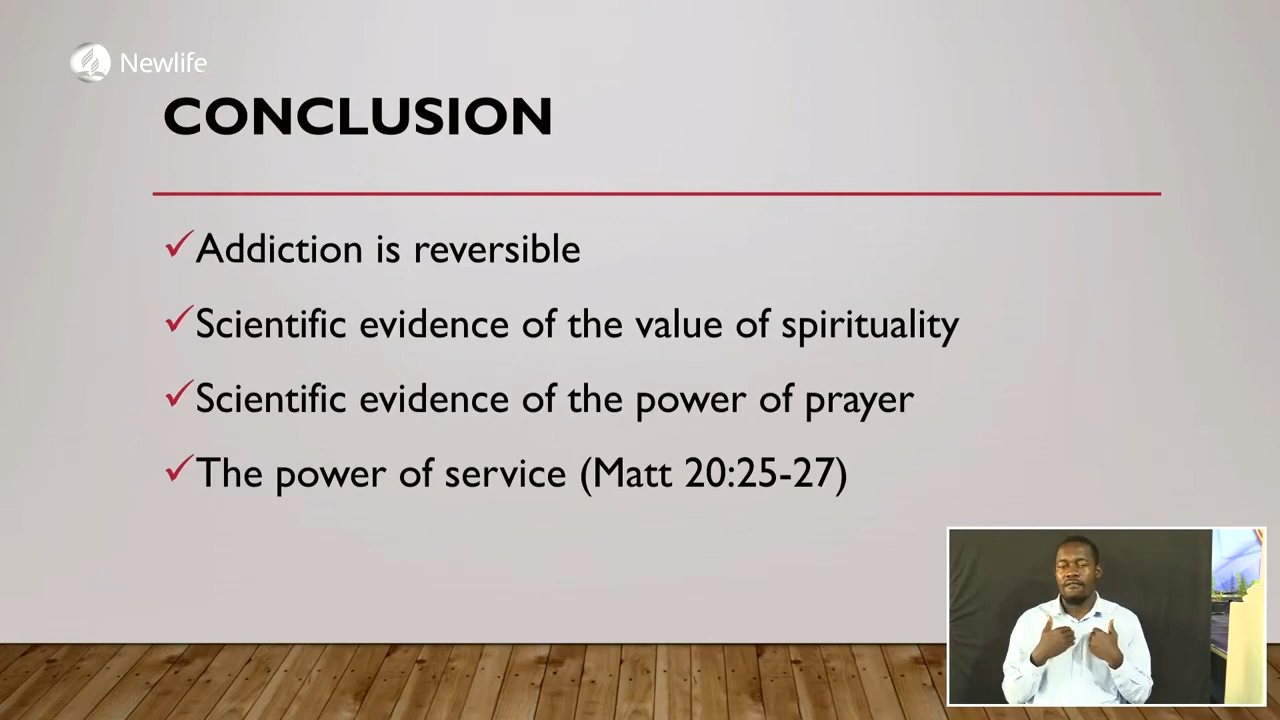 Newlife
CONCLUSION
✓Addiction is reversible
✓Scientific evidence of the value of spirituality
✓Scientific evidence of the power of prayer
✓The power of service (Matt 20:25-27)